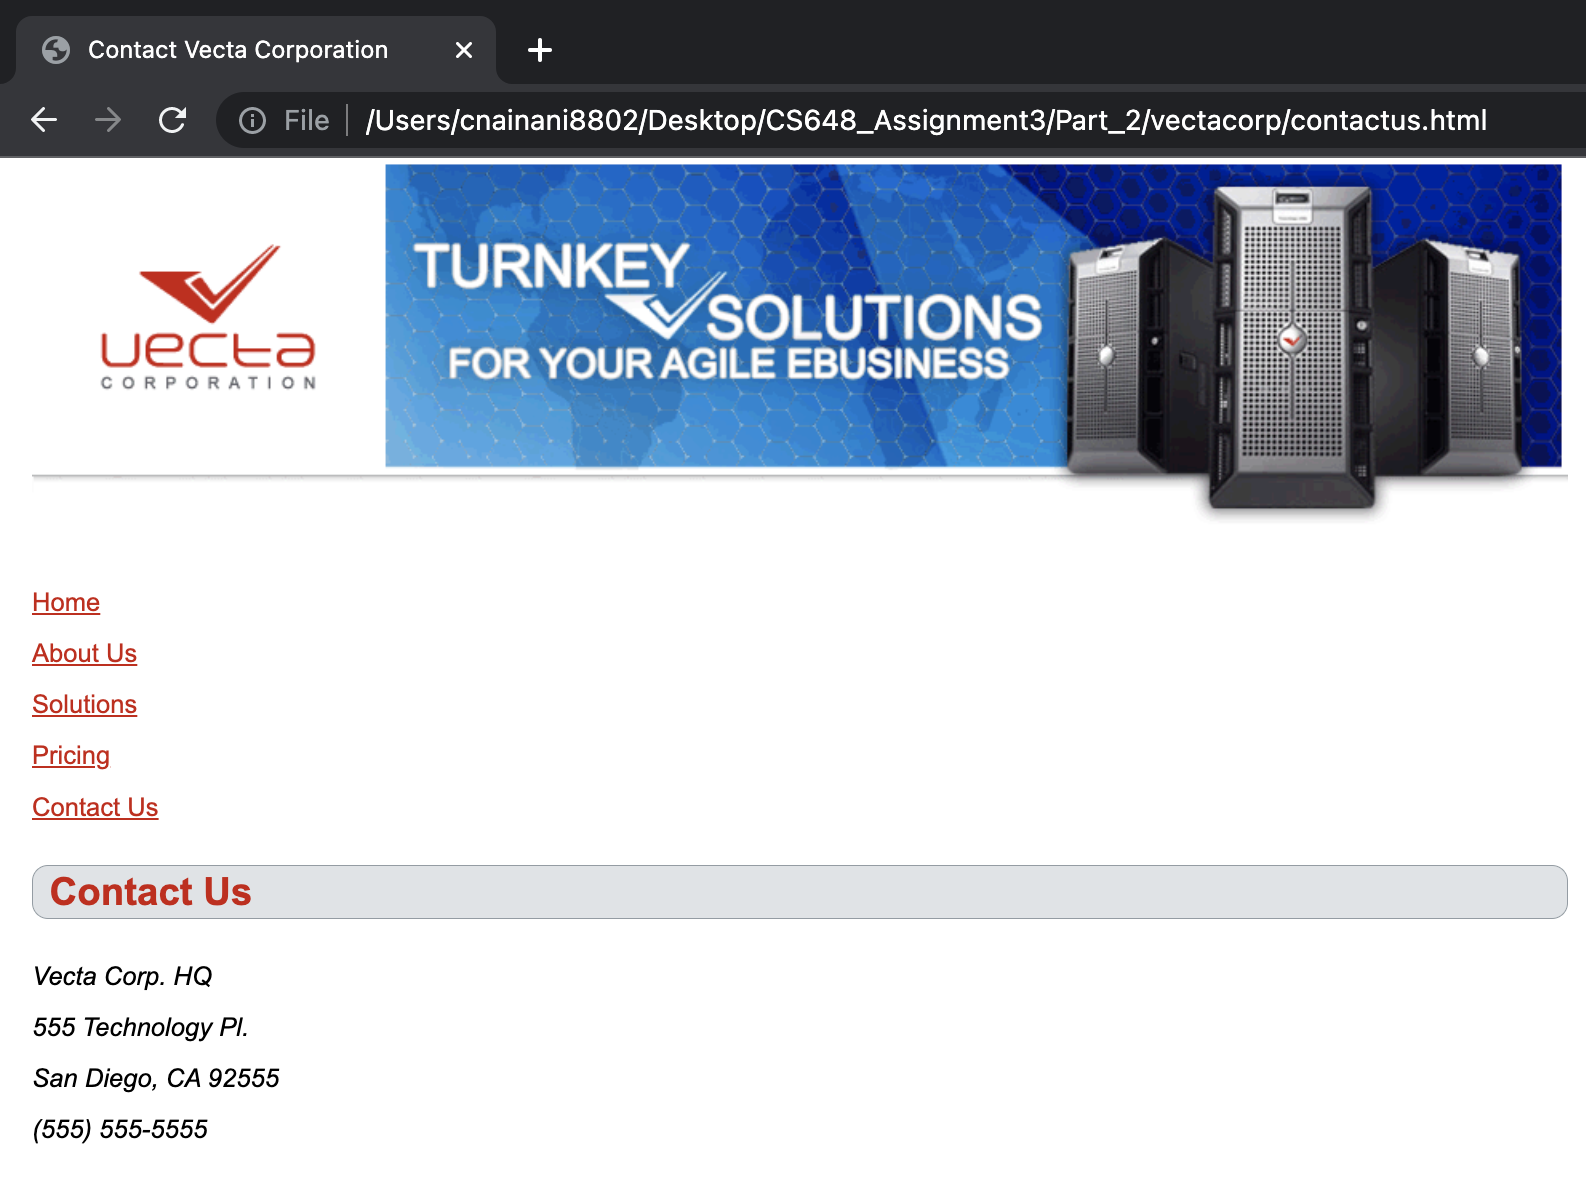 Contact Vecta Corporation
File
/Users/cnainani8802/Desktop/CS648_Assignment3/Part_2/vectacorp/contactus.html
vecta
CORPORATION
TURNKEY
SOLUTIONS
FOR YOUR AGILE EBUSINESS
Home
About Us
Solutions
Pricing
Contact Us
Contact Us
Vecta Corp. HQ
555 Technology Pl.
San Diego, CA 92555
(555) 555-5555